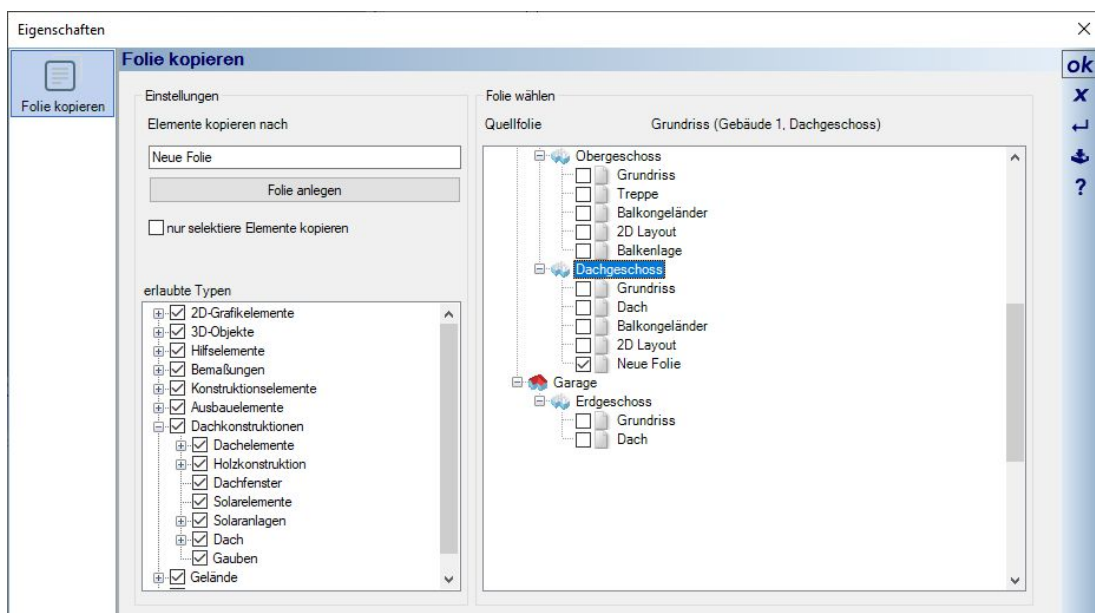 Eigenschaften
Folie kopieren
Folie kopieren
Einstellungen
Elemente kopieren nach
Neue Folie
Folie anlegen
nur selektiere Elemente kopieren
erlaubte Typen
2D-Grafikelemente
3D-Objekte
Hilfselemente
Bemaßungen
Konstruktionselemente
Ausbauelemente
Dachkonstruktionen
Dachelemente
Holzkonstruktion
Dachfenster
Solarelemente
Solaranlagen
Dach
Gauben
Gelände
Folie wählen
Quellfolie Grundriss (Gebäude 1, Dachgeschoss)
Obergeschoss
Grundriss
Treppe
Balkongeländer
2D Layout
Balkenlage
Dachgeschoss
Grundriss
Dach
Balkongeländer
2D Layout
Neue Folie
Garage
Erdgeschoss
Grundriss
Dach
ok
x
?